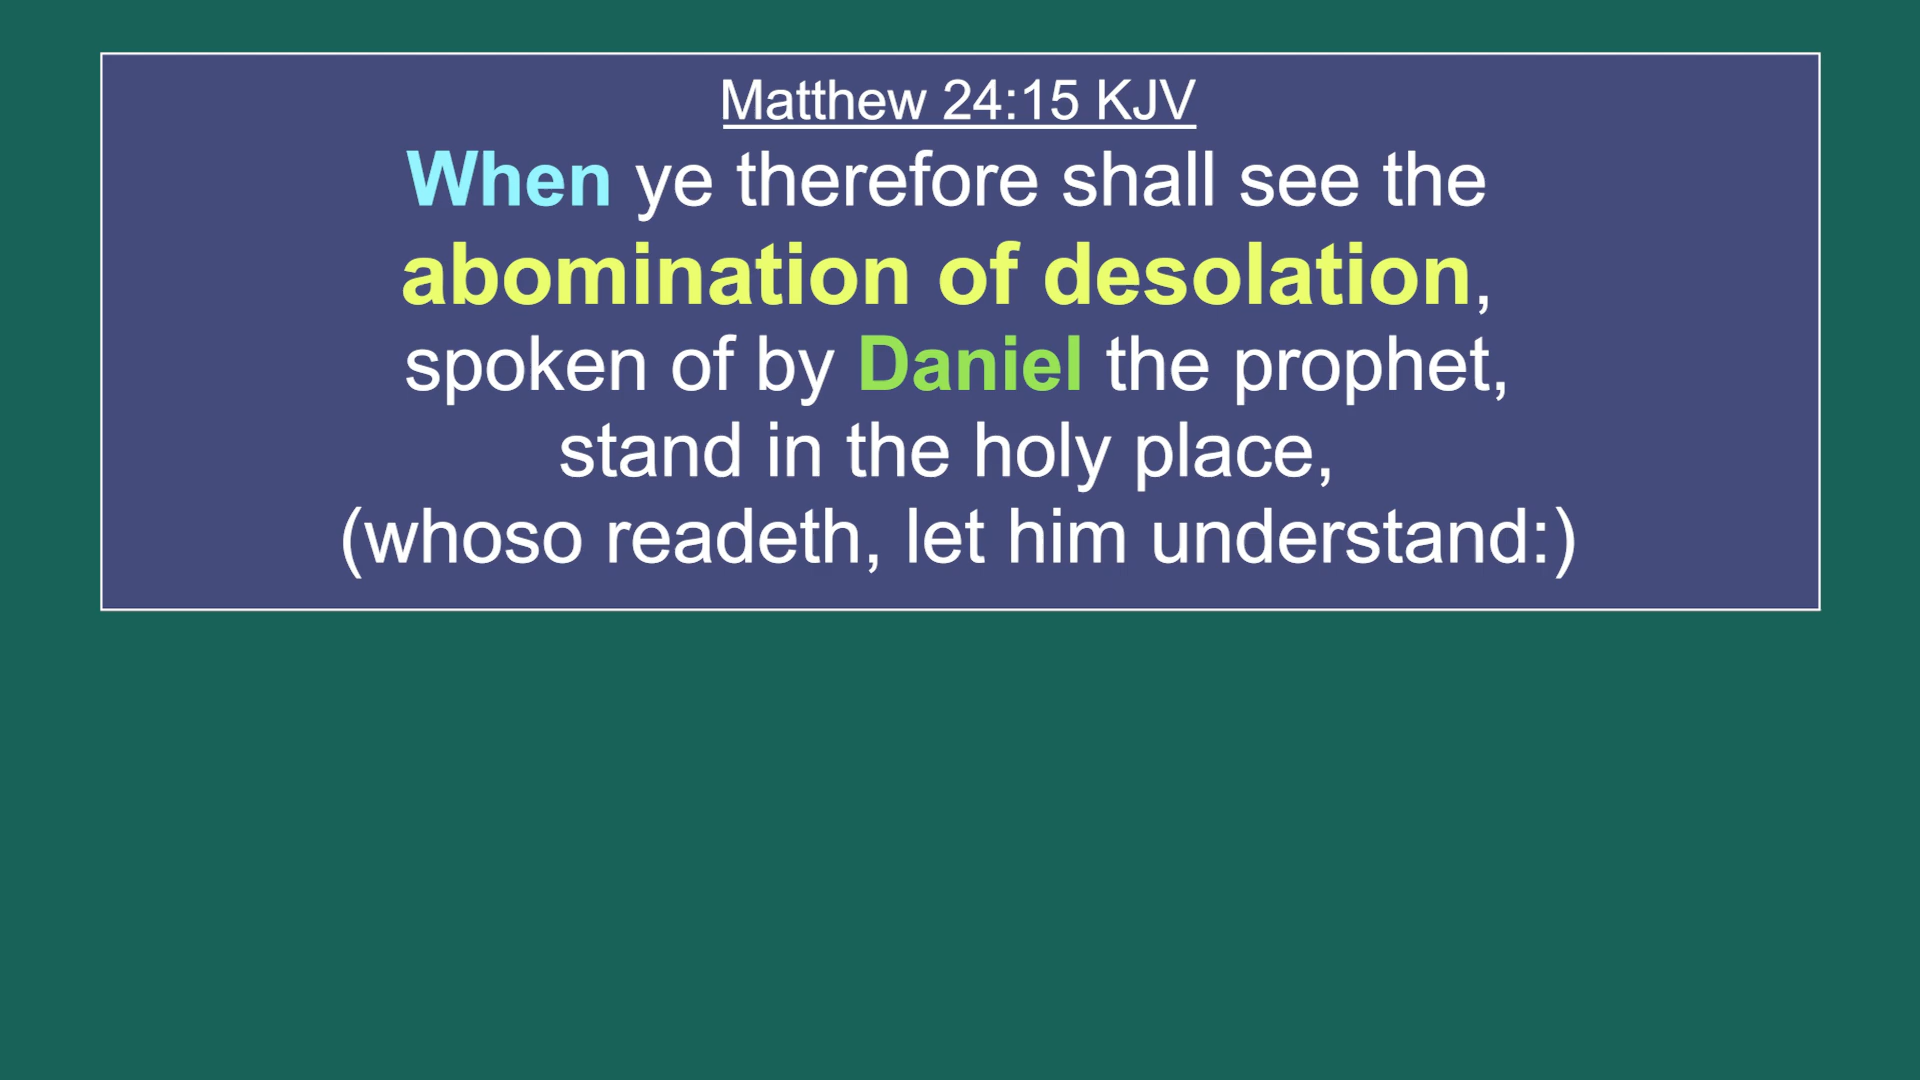 Matthew 24:15 KJV
When ye therefore shall see the
abomination of desolation,
spoken of by Daniel the prophet,
stand in the holy place,
(whoso readeth, let him understand:)